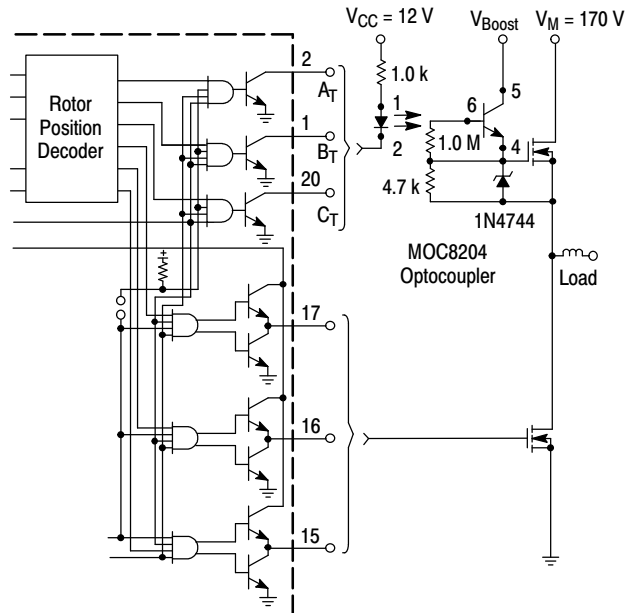 V_CC = 12 V
V_Boost
V_M = 170 V
2
A_T
1.0 k
1
5
6
Rotor
Position
Decoder
1
B_T
2
1.0 M
4
20
C_T
4.7 k
1N4744
MOC8204
Optocoupler
Load
17
16
15